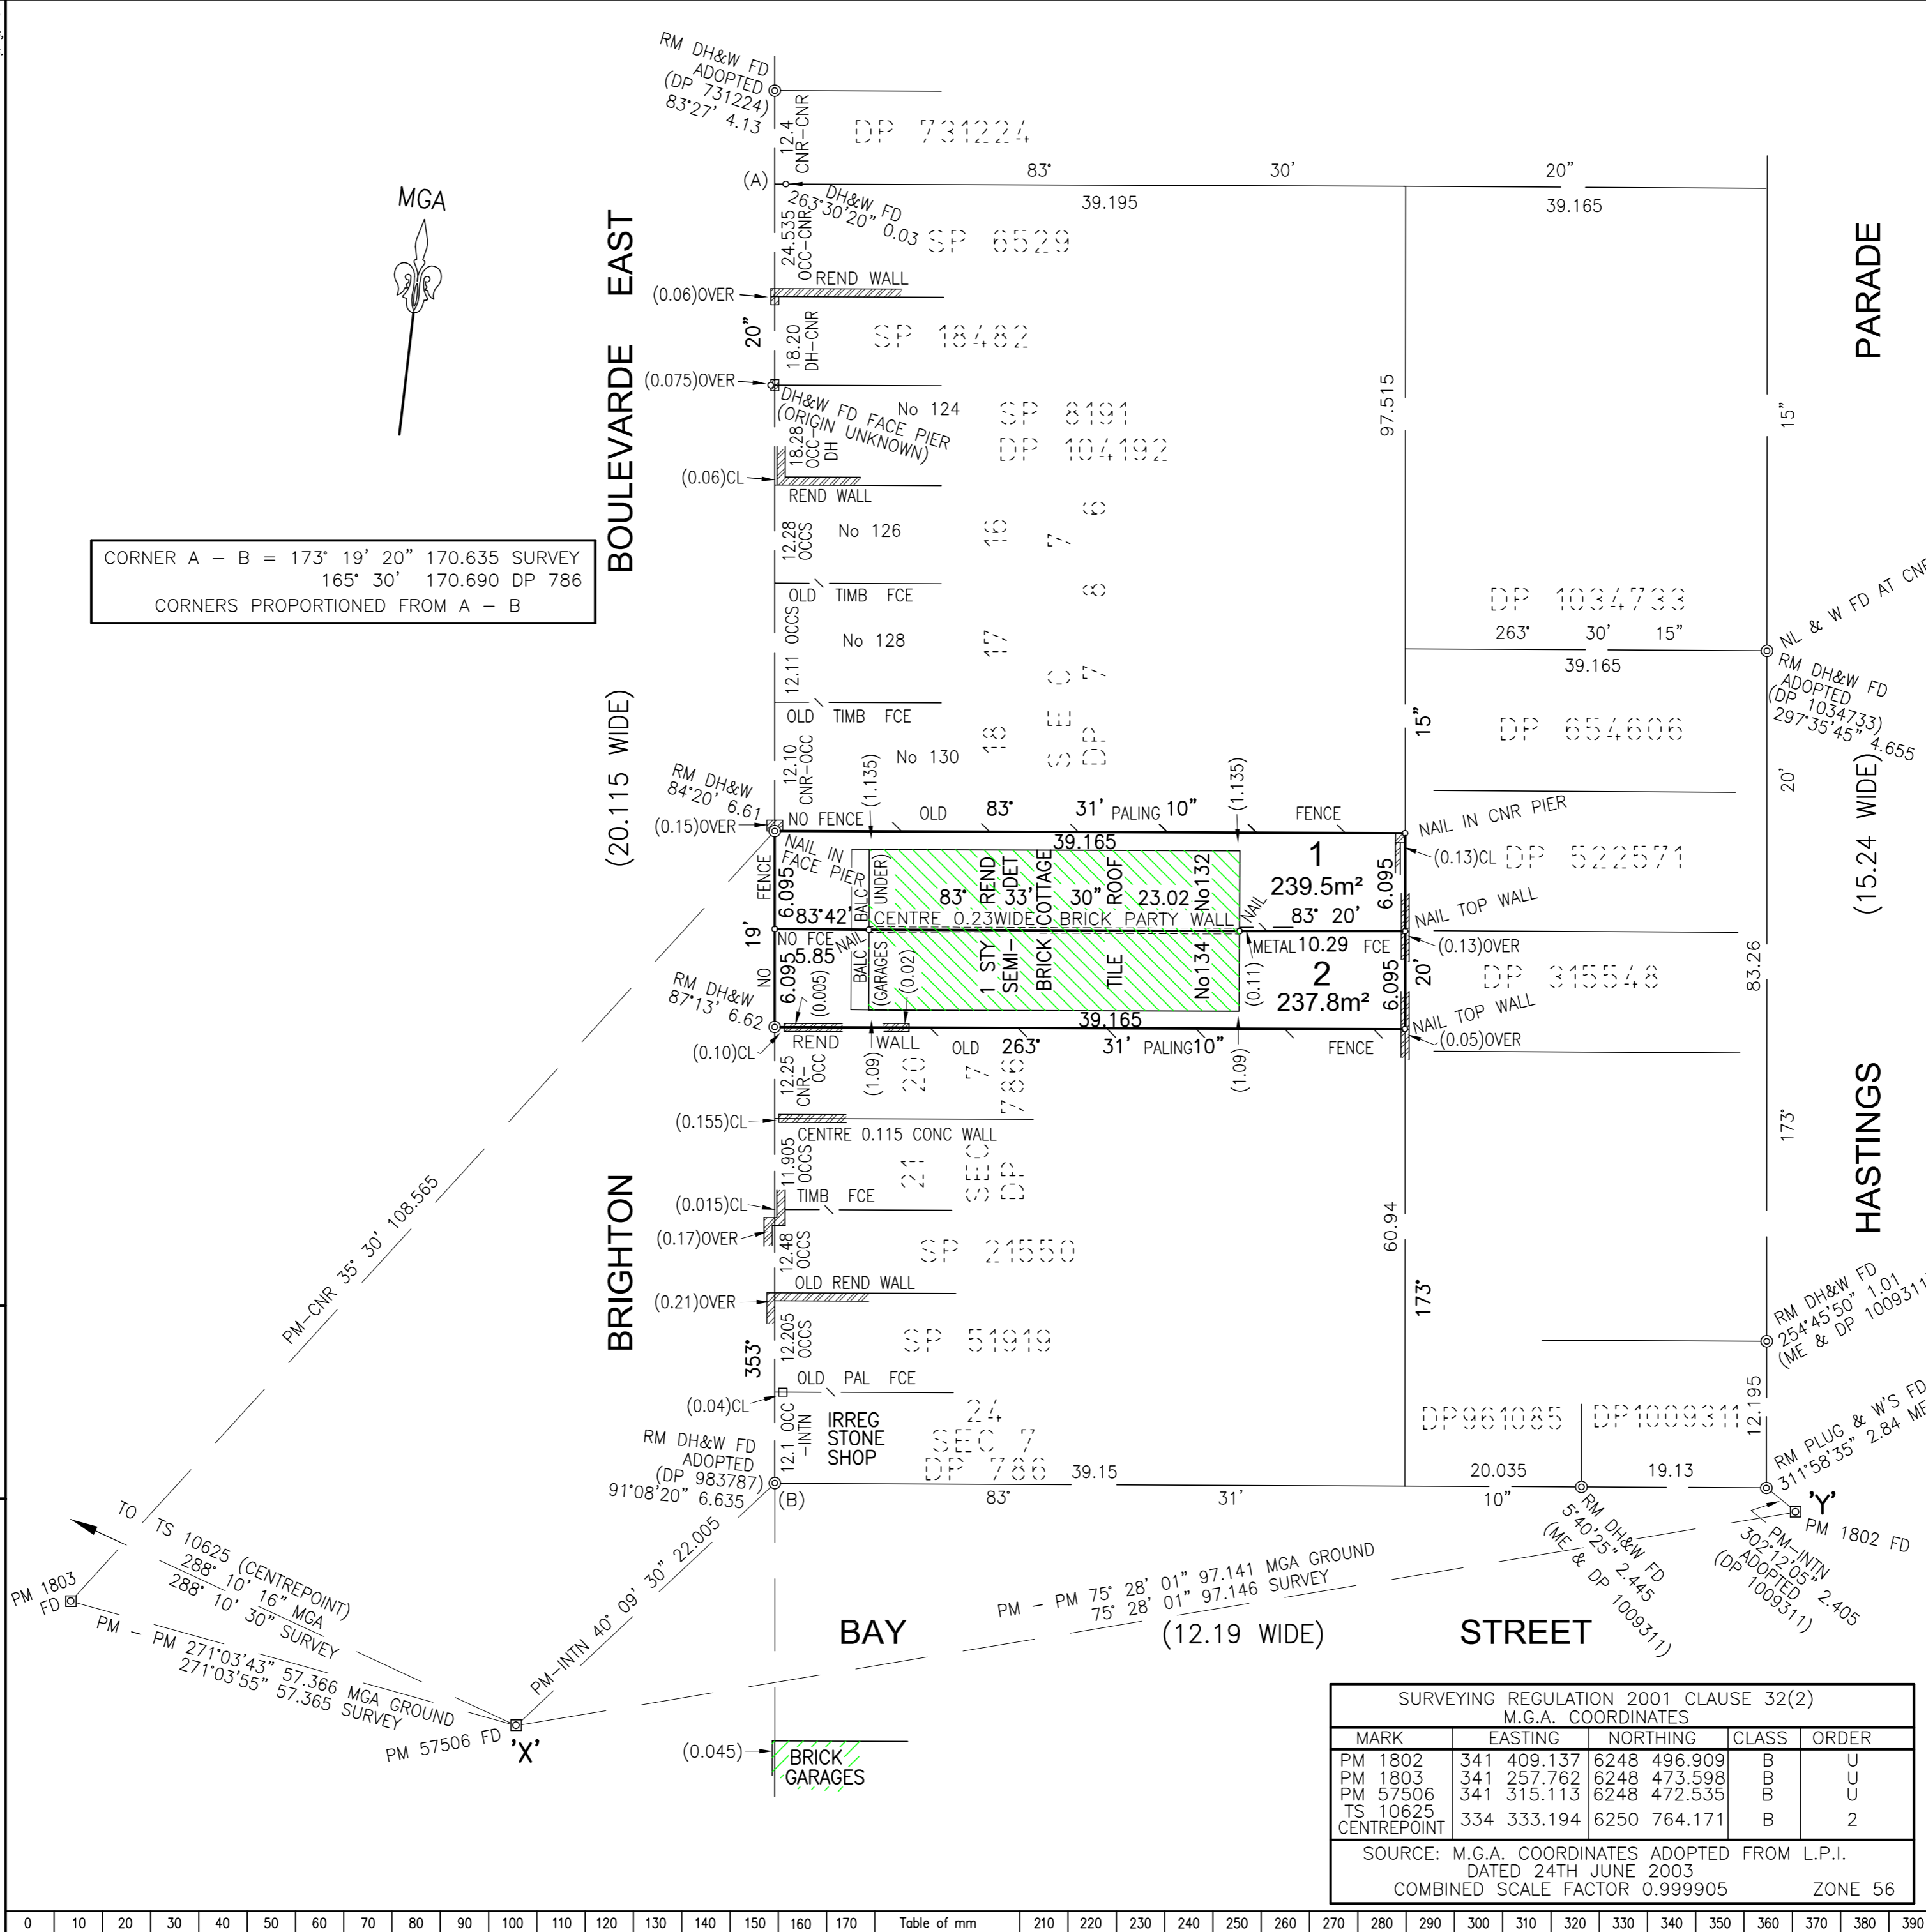 RM DH&W FD
ADOPTED
(DP 731224)
83°27' 4.13
12.4
CNR-CNR
DP 731224
(A)
83° 30' 20"
DH&W FD
263°30'20" 0.03
39.195
39.165
MGA
24.535
OCC-CNR
SP 6529
REND WALL
(0.06)OVER
BOULEVARDE EAST
PARADE
20"
18.20
DH-CNR
SP 18482
(0.075)OVER
DH&W FD FACE PIER
(ORIGIN UNKNOWN)
No 124
SP 8191
DP 104192
97.515
15"
18.28
OCC-
DH
(0.06)CL
REND WALL
12.28
OCCS
No 126
16
7
786
CORNER A - B = 173° 19' 20" 170.635 SURVEY
165° 30' 170.690 DP 786
CORNERS PROPORTIONED FROM A - B
OLD TIMB FCE
12.11 OCCS
No 128
17
DP 1034733
263° 30' 15"
39.165
NL & W FD AT
RM DH&W FD
ADOPTED
(DP 1034733)
297°35'45" 4.655
OLD TIMB FCE
(20.115 WIDE)
12.10
CNR-OCC
No 130
18
SEC
DP
15"
DP 654606
20'
(15.24 WIDE)
RM DH&W
84°20' 6.61
(0.15)OVER
NO FENCE
(1.135)
OLD 83° 31' PALING 10" FENCE
(1.135)
39.165
NAIL IN CNR PIER
NAIL IN
FACE PIER
FENCE
6.095
BALC
(GARAGES UNDER)
1 STY REND
SEMI-DET
BRICK COTTAGE
TILE ROOF
No132
1
239.5m²
6.095
(0.13)CL
DP 522571
83° 33' 30" 23.02
83°42'
CENTRE 0.23WIDE BRICK PARTY WALL
NAIL
83° 20'
NAIL TOP WALL
19'
NO FCE
5.85
NAIL
METAL 10.29 FCE
(0.13)OVER
NO
6.095
(0.005)
BALC
(0.02)
No134
(0.11)
2
237.8m²
6.095
20'
DP 315548
83.26
RM DH&W
87°13' 6.62
39.165
NAIL TOP WALL
(0.10)CL
REND WALL
(1.09)
OLD 263° 31' PALING 10" FENCE
(1.09)
(0.05)OVER
12.25
CNR-
OCC
20
7
786
(0.155)CL
CENTRE 0.115 CONC WALL
11.905
OCCS
21
SEC
DP
173°
HASTINGS
(0.015)CL
TIMB FCE
(0.17)OVER
12.48
OCCS
SP 21550
BRIGHTON
PM-CNR 35° 30' 108.565
OLD REND WALL
(0.21)OVER
60.94
173°
RM DH&W FD
254°45'50" 1.01
(ME & DP 1009311
353°
12.205
OCCS
SP 51919
OLD PAL FCE
(0.04)CL
12.1 OCC
-INTN
IRREG
STONE
SHOP
24
SEC 7
DP 786
DP961085
DP1009311
12.195
RM PLUG & W'S FD
311°58'35" 2.84
RM DH&W FD
ADOPTED
(DP 983787)
91°08'20" 6.635
(B)
39.15
83° 31' 10"
20.035
19.13
'Y'
PM 1802 FD
RM DH&W FD
5°40'25" 2.445
(ME & DP 1009311)
PM-INTN
302°12'05" 2.405
ADOPTED
(DP 1009311)
TO TS 10625 (CENTREPOINT)
288° 10' 16" MGA
288° 10' 30" SURVEY
PM 1803
FD
PM - PM 271°03'43" 57.366 MGA GROUND
271°03'55" 57.365 SURVEY
PM-INTN 40° 09' 30" 22.005
PM 57506 FD
'X'
PM - PM 75° 28' 01" 97.141 MGA GROUND
75° 28' 01" 97.146 SURVEY
BAY (12.19 WIDE) STREET
(0.045)
BRICK
GARAGES
SURVEYING REGULATION 2001 CLAUSE 32(2)
M.G.A. COORDINATES
MARK EASTING NORTHING CLASS ORDER
PM 1802 341 409.137 6248 496.909 B U
PM 1803 341 257.762 6248 473.598 B U
PM 57506 341 315.113 6248 472.535 B U
TS 10625
CENTREPOINT 334 333.194 6250 764.171 B 2
SOURCE: M.G.A. COORDINATES ADOPTED FROM L.P.I.
DATED 24TH JUNE 2003
COMBINED SCALE FACTOR 0.999905 ZONE 56
0 10 20 30 40 50 60 70 80 90 100 110 120 130 140 150 160 170 Table of mm 210 220 230 240 250 260 270 280 290 300 310 320 330 340 350 360 370 380 390